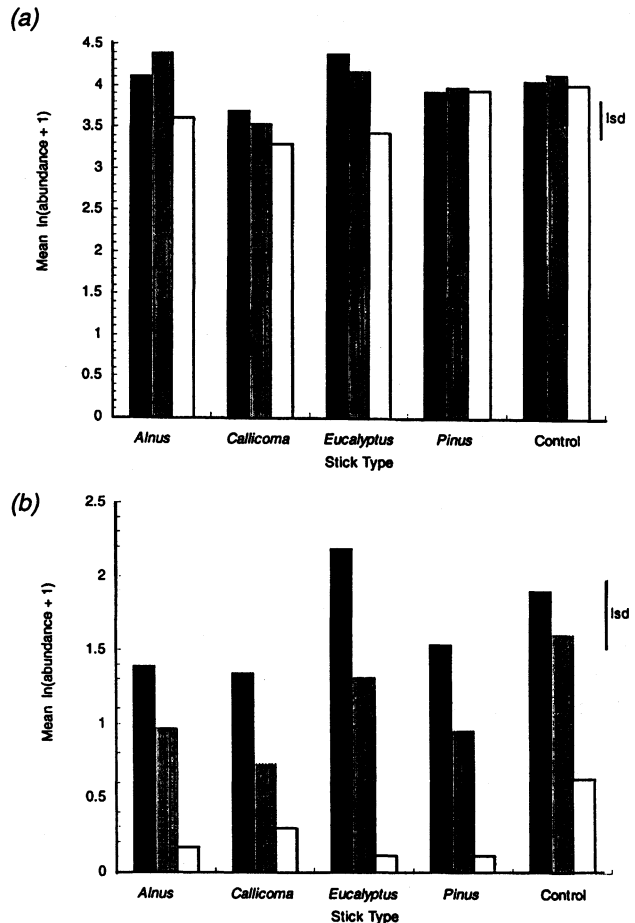 (a)
4.5
4
3.5
3
2.5
2
1.5
1
0.5
0
Mean ln(abundance + 1)
lsd
Alnus Callicoma Eucalyptus Pinus Control
Stick Type
(b)
2.5
2
1.5
1
0.5
0
Mean ln(abundance + 1)
lsd
Alnus Callicoma Eucalyptus Pinus Control
Stick Type